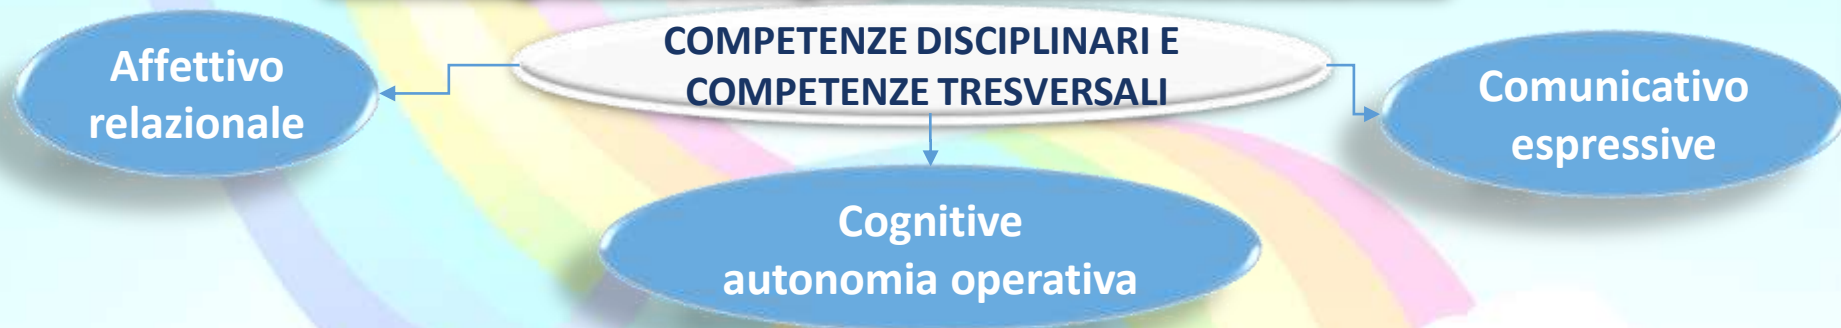 COMPETENZE DISCIPLINARI E
COMPETENZE TRESVERSALI
Affettivo
relazionale
Cognitive
autonomia operativa
Comunicativo
espressive